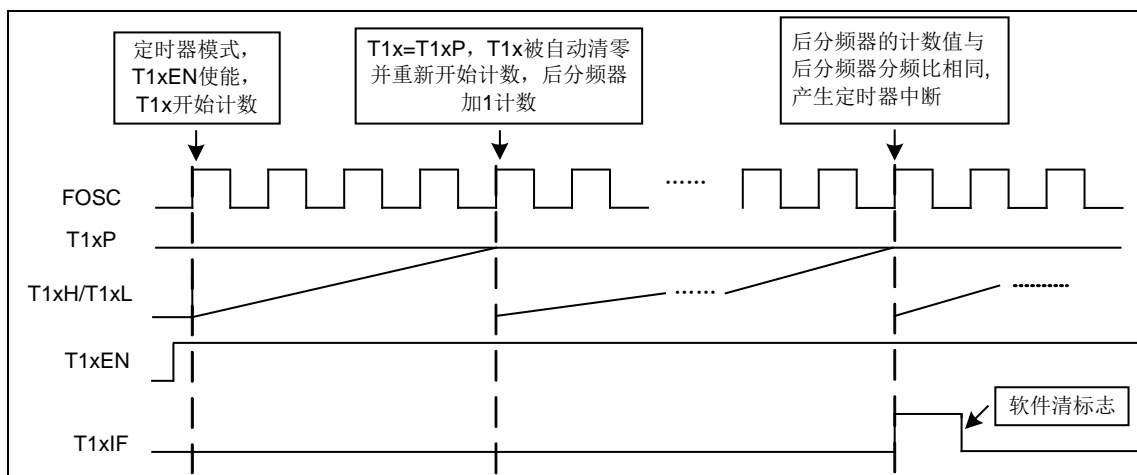 定时器模式，
T1xEN使能，
T1x开始计数
T1x=T1xP，T1x被自动清零
并重新开始计数，后分频器
加1计数
后分频器的计数值与
后分频器分频比相同,
产生定时器中断
FOSC
......
T1xP
T1xH/T1xL
......
..........
T1xEN
软件清标志
T1xIF